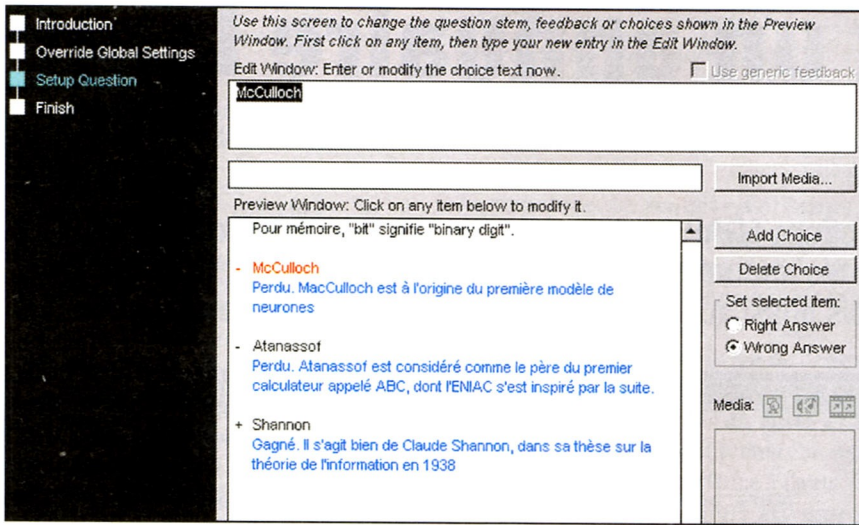 Introduction
Override Global Settings
Setup Question
Finish
Use this screen to change the question stem, feedback or choices shown in the Preview
Window. First click on any item, then type your new entry in the Edit Window.
Edit Window: Enter or modify the choice text now.
Use generic feedback
McCulloch
Import Media...
Preview Window: Click on any item below to modify it.
Pour mémoire, "bit" signifie "binary digit".
- McCulloch
Perdu. MacCulloch est à l'origine du première modèle de
neurones
- Atanassof
Perdu. Atanassof est considéré comme le père du premier
calculateur appelé ABC, dont l'ENIAC s'est inspiré par la suite.
+ Shannon
Gagné. Il s'agit bien de Claude Shannon, dans sa thèse sur la
théorie de l'information en 1938
Add Choice
Delete Choice
Set selected item:
Right Answer
Wrong Answer
Media: